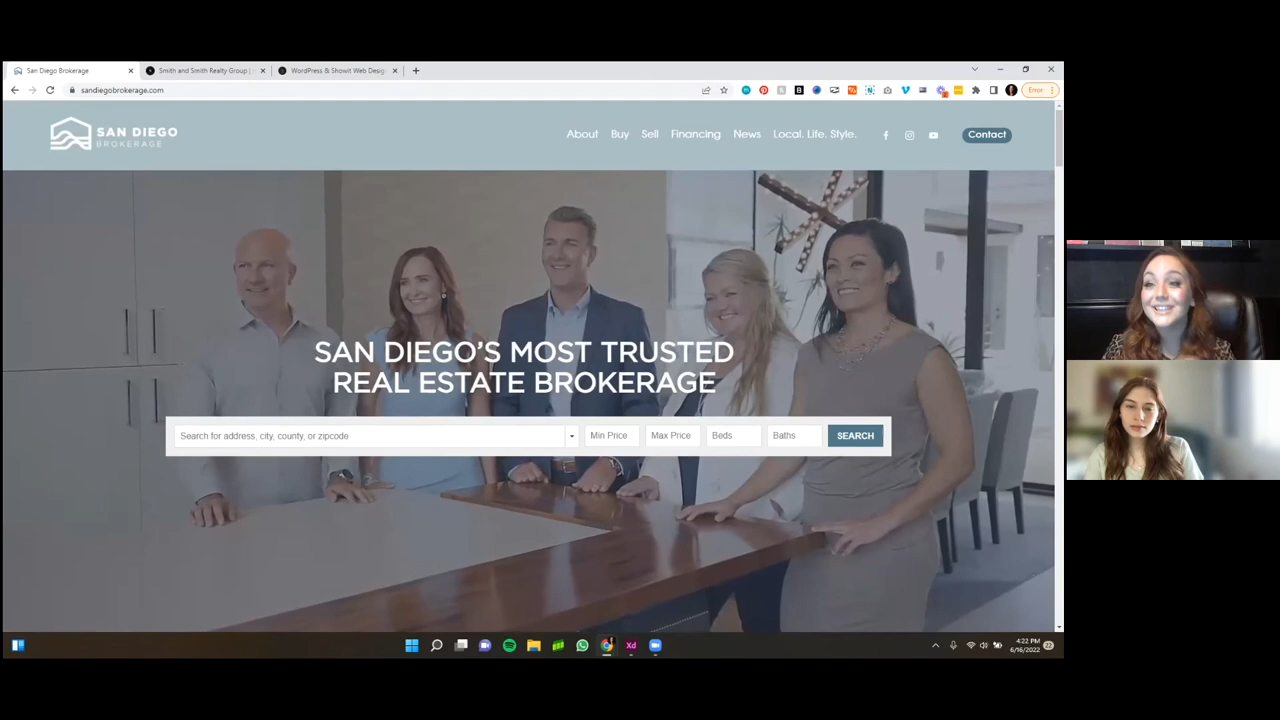 San Diego Brokerage
Smith and Smith Realty Group |
WordPress & Showit Web Desig
sandiegobrokerage.com
Error
SAN DIEGO
BROKERAGE
About Buy Sell Financing News Local. Life. Style. Contact
SAN DIEGO'S MOST TRUSTED
REAL ESTATE BROKERAGE
Search for address, city, county, or zipcode Min Price Max Price Beds Baths SEARCH
Xd
4:22 PM
6/16/2022